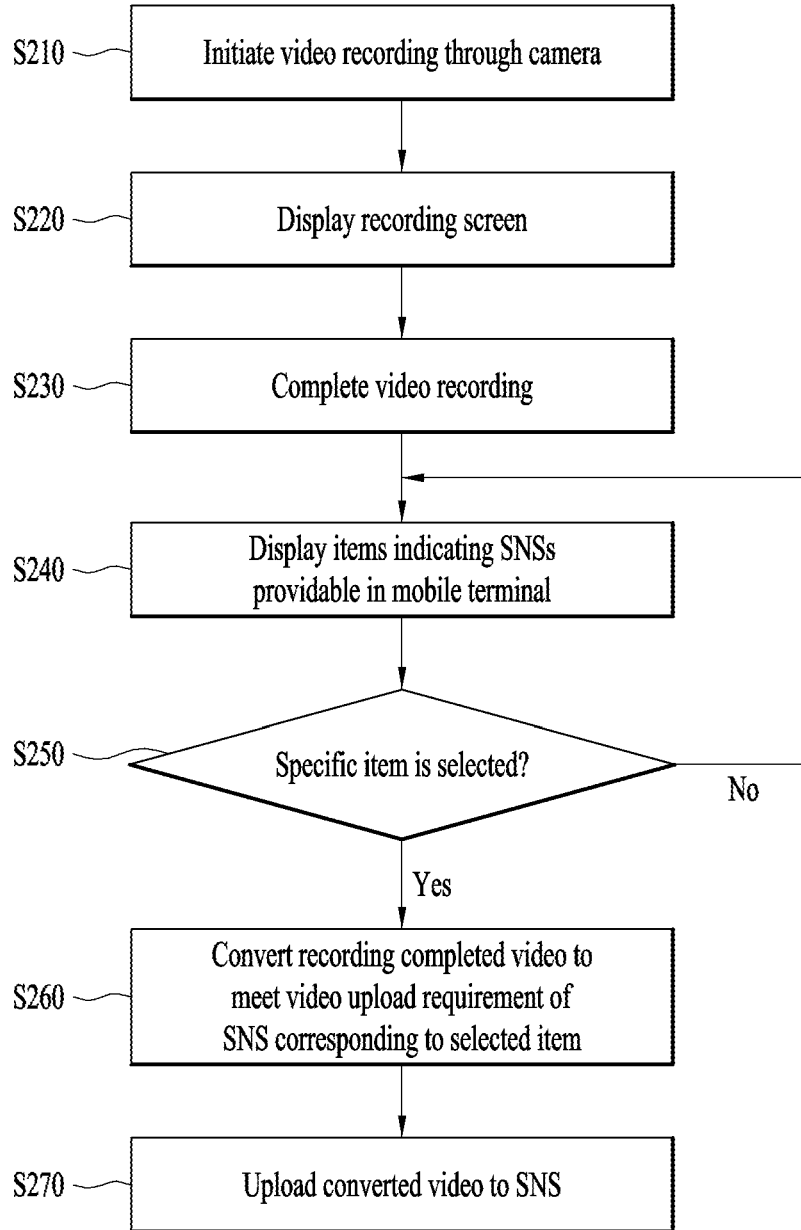 S210
Initiate video recording through camera
S220
Display recording screen
S230
Complete video recording
S240
Display items indicating SNSs
providable in mobile terminal
S250
Specific item is selected?
No
Yes
S260
Convert recording completed video to
meet video upload requirement of
SNS corresponding to selected item
S270
Upload converted video to SNS